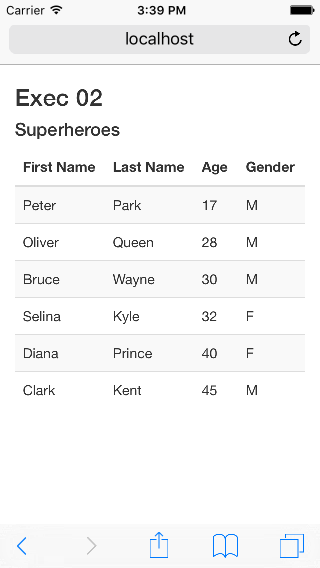 Carrier 3:39 PM
localhost
Exec 02
Superheroes
First Name Last Name Age Gender
Peter Park 17 M
Oliver Queen 28 M
Bruce Wayne 30 M
Selina Kyle 32 F
Diana Prince 40 F
Clark Kent 45 M